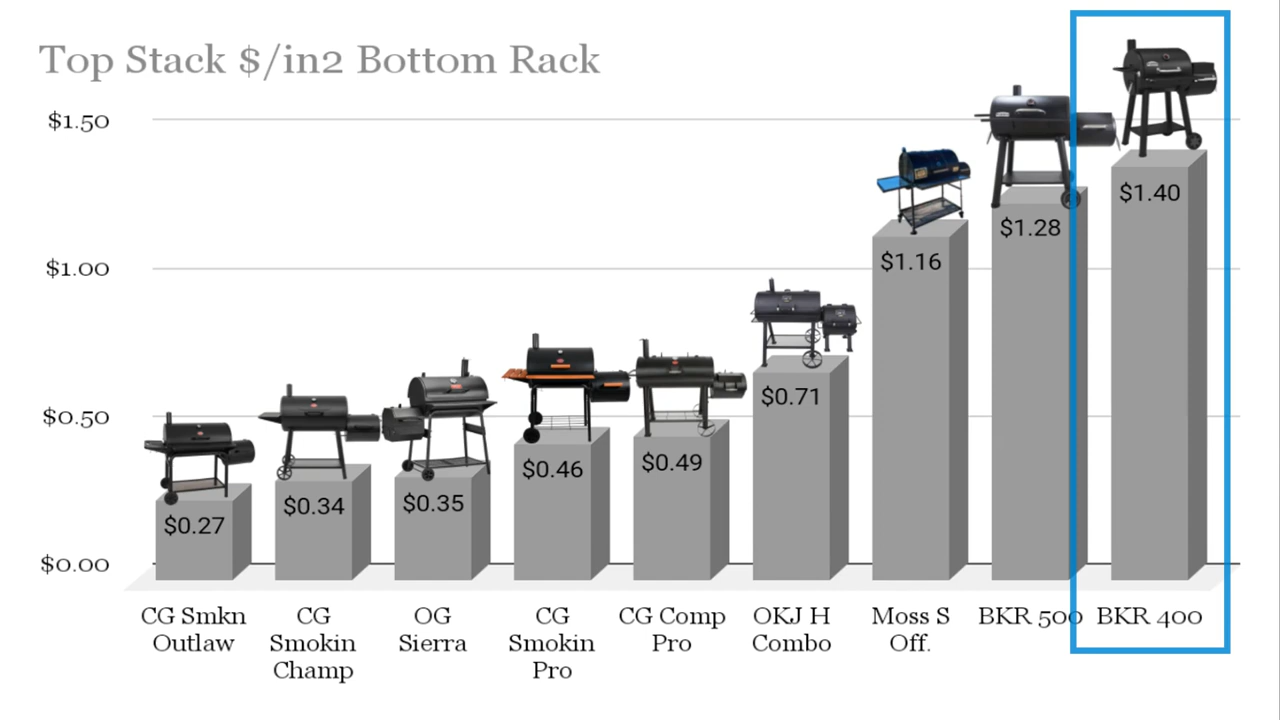 Top Stack $/in2 Bottom Rack
$1.50
$1.00
$0.50
$0.00
$0.27
$0.34
$0.35
$0.46
$0.49
$0.71
$1.16
$1.28
$1.40
CG Smkn
Outlaw
CG
Smokin
Champ
OG
Sierra
CG
Smokin
Pro
CG Comp
Pro
OKJ H
Combo
Moss S
Off.
BKR 500
BKR 400